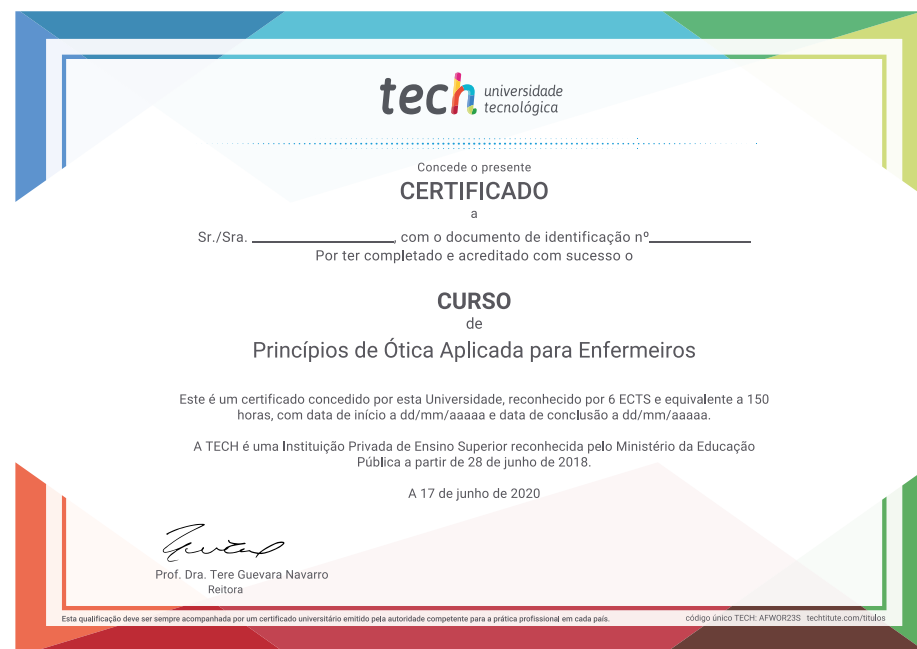 tech universidade
tecnológica
Concede o presente
CERTIFICADO
a
Sr./Sra. ____________, com o documento de identificação nº____________
Por ter completado e acreditado com sucesso o
CURSO
de
Princípios de Ótica Aplicada para Enfermeiros
Este é um certificado concedido por esta Universidade, reconhecido por 6 ECTS e equivalente a 150
horas, com data de início a dd/mm/aaaaa e data de conclusão a dd/mm/aaaaa.
A TECH é uma Instituição Privada de Ensino Superior reconhecida pelo Ministério da Educação
Pública a partir de 28 de junho de 2018.
A 17 de junho de 2020
Prof. Dra. Tere Guevara Navarro
Reitora
Esta qualificação deve ser sempre acompanhada por um certificado universitário emitido pela autoridade competente para a prática profissional em cada país.
código único TECH: AFWOR23S techtitute.com/titulos